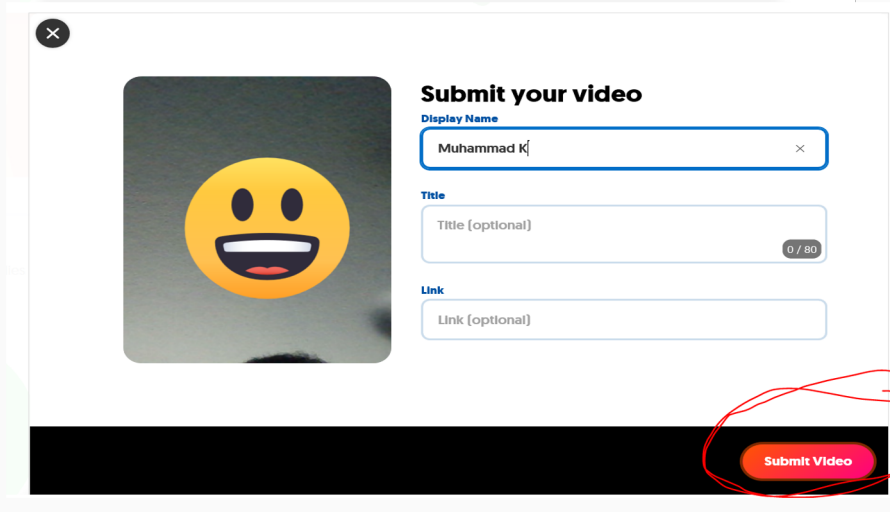 Submit your video
Display Name
Muhammad K
Title
Title (optional)
0 / 80
Link
Link (optional)
Submit Video